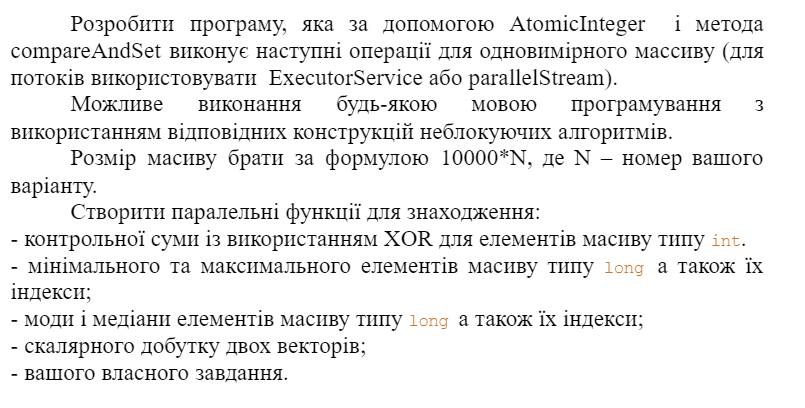 Розробити програму, яка за допомогою AtomicInteger і метода
compareAndSet виконує наступні операції для одновимірного массиву (для
потоків використовувати ExecutorService або parallelStream).
Можливе виконання будь-якою мовою програмування з
використанням відповідних конструкцій неблокуючих алгоритмів.
Розмір масиву брати за формулою 10000*N, де N – номер вашого
варіанту.
Створити паралельні функції для знаходження:
- контрольної суми із використанням XOR для елементів масиву типу int.
- мінімального та максимального елементів масиву типу long а також їх
індекси;
- моди і медіани елементів масиву типу long а також їх індекси;
- скалярного добутку двох векторів;
- вашого власного завдання.